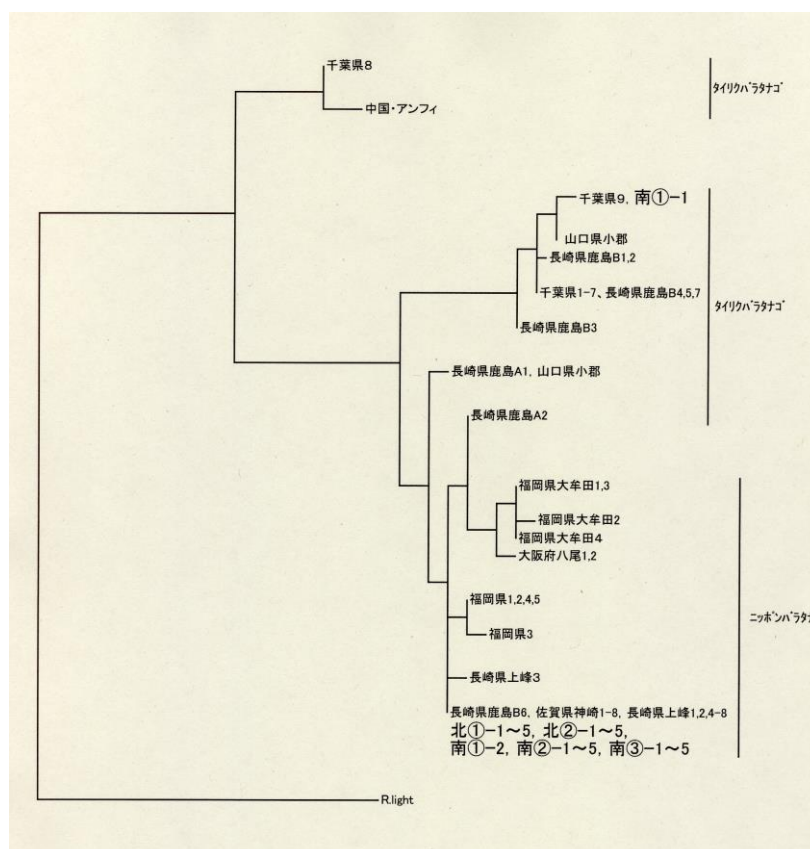 千葉県8
タイリクバラタナゴ
中国・アンフィ
千葉県9, 南①-1
山口県小郡
長崎県鹿島B1,2
千葉県1-7、長崎県鹿島B4,5,7
タイリクバラタナゴ
長崎県鹿島B3
長崎県鹿島A1, 山口県小郡
長崎県鹿島A2
福岡県大牟田1,3
福岡県大牟田2
福岡県大牟田4
大阪府八尾1,2
福岡県1,2,4,5
ニッポンバラタナ
福岡県3
長崎県上峰3
長崎県鹿島B6, 佐賀県神崎1-8, 長崎県上峰1,2,4-8
北①-1～5, 北②-1～5,
南①-2, 南②-1～5, 南③-1～5
R.light